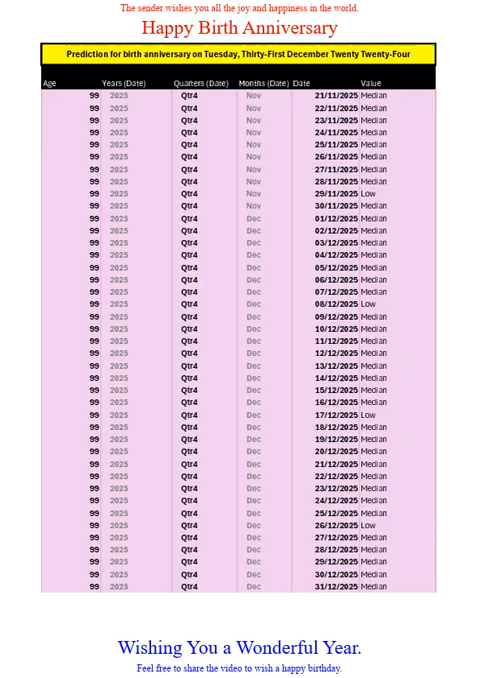 The sender wishes you all the joy and happiness in the world.
Happy Birth Anniversary
Prediction for birth anniversary on Tuesday, Thirty-First December Twenty Twenty-Four
Age Years (Date) Quarters (Date) Months (Date) Date Value
99 2025 Qtr4 Nov 21/11/2025 Median
99 2025 Qtr4 Nov 22/11/2025 Median
99 2025 Qtr4 Nov 23/11/2025 Median
99 2025 Qtr4 Nov 24/11/2025 Median
99 2025 Qtr4 Nov 25/11/2025 Median
99 2025 Qtr4 Nov 26/11/2025 Median
99 2025 Qtr4 Nov 27/11/2025 Median
99 2025 Qtr4 Nov 28/11/2025 Median
99 2025 Qtr4 Nov 29/11/2025 Low
99 2025 Qtr4 Nov 30/11/2025 Median
99 2025 Qtr4 Dec 01/12/2025 Median
99 2025 Qtr4 Dec 02/12/2025 Median
99 2025 Qtr4 Dec 03/12/2025 Median
99 2025 Qtr4 Dec 04/12/2025 Median
99 2025 Qtr4 Dec 05/12/2025 Median
99 2025 Qtr4 Dec 06/12/2025 Median
99 2025 Qtr4 Dec 07/12/2025 Median
99 2025 Qtr4 Dec 08/12/2025 Low
99 2025 Qtr4 Dec 09/12/2025 Median
99 2025 Qtr4 Dec 10/12/2025 Median
99 2025 Qtr4 Dec 11/12/2025 Median
99 2025 Qtr4 Dec 12/12/2025 Median
99 2025 Qtr4 Dec 13/12/2025 Median
99 2025 Qtr4 Dec 14/12/2025 Median
99 2025 Qtr4 Dec 15/12/2025 Median
99 2025 Qtr4 Dec 16/12/2025 Median
99 2025 Qtr4 Dec 17/12/2025 Low
99 2025 Qtr4 Dec 18/12/2025 Median
99 2025 Qtr4 Dec 19/12/2025 Median
99 2025 Qtr4 Dec 20/12/2025 Median
99 2025 Qtr4 Dec 21/12/2025 Median
99 2025 Qtr4 Dec 22/12/2025 Median
99 2025 Qtr4 Dec 23/12/2025 Median
99 2025 Qtr4 Dec 24/12/2025 Median
99 2025 Qtr4 Dec 25/12/2025 Median
99 2025 Qtr4 Dec 26/12/2025 Low
99 2025 Qtr4 Dec 27/12/2025 Median
99 2025 Qtr4 Dec 28/12/2025 Median
99 2025 Qtr4 Dec 29/12/2025 Median
99 2025 Qtr4 Dec 30/12/2025 Median
99 2025 Qtr4 Dec 31/12/2025 Median
Wishing You a Wonderful Year.
Feel free to share the video to wish a happy birthday.